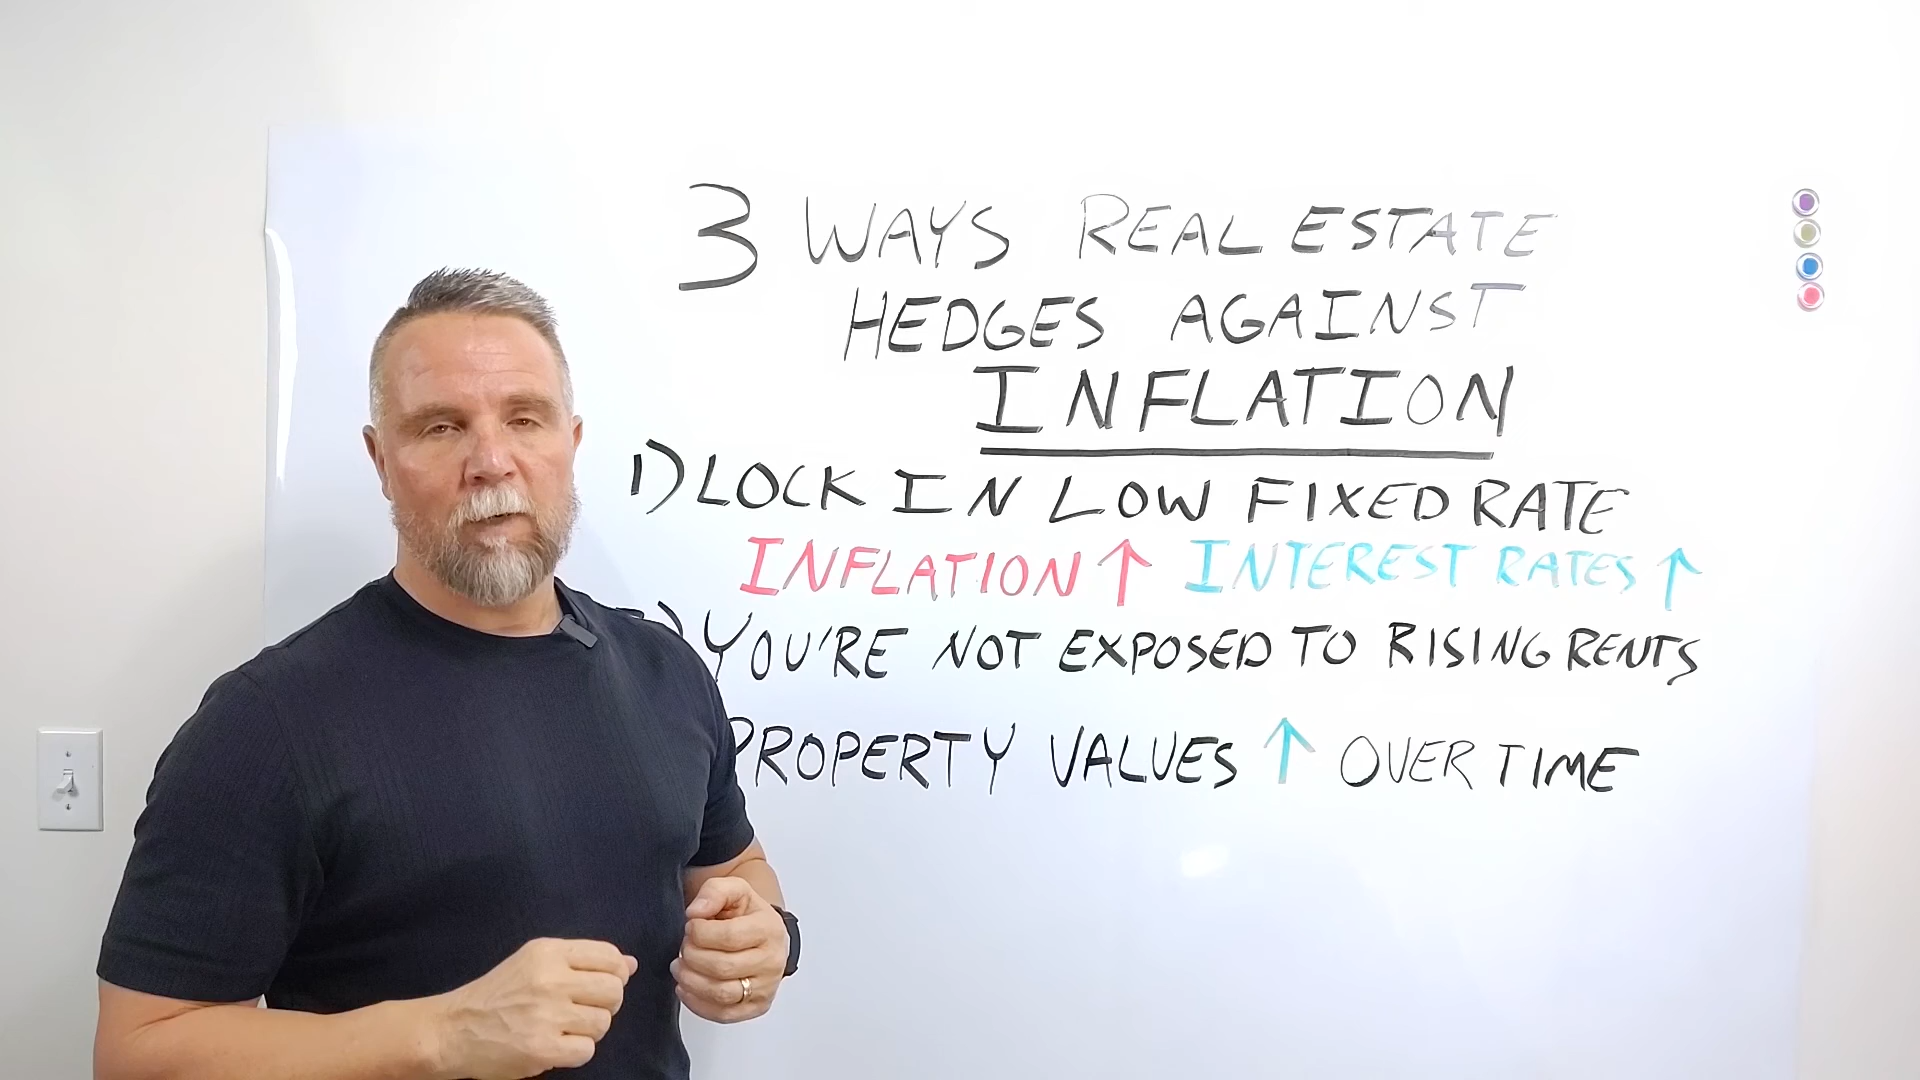 3 WAYS REAL ESTATE
HEDGES AGAINST
INFLATION
1) LOCK IN LOW FIXED RATE
INFLATION ↑ INTEREST RATES ↑
) YOU'RE NOT EXPOSED TO RISING RENTS
PROPERTY VALUES ↑ OVER TIME